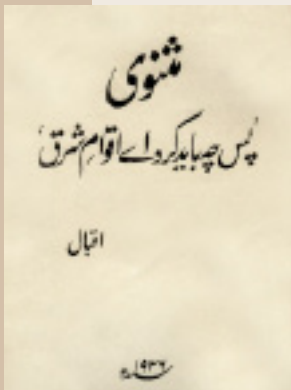 مثنوی
پس چہ باید کرد اے اقوامِ شرق
اقبال
۱۹۳۶ء